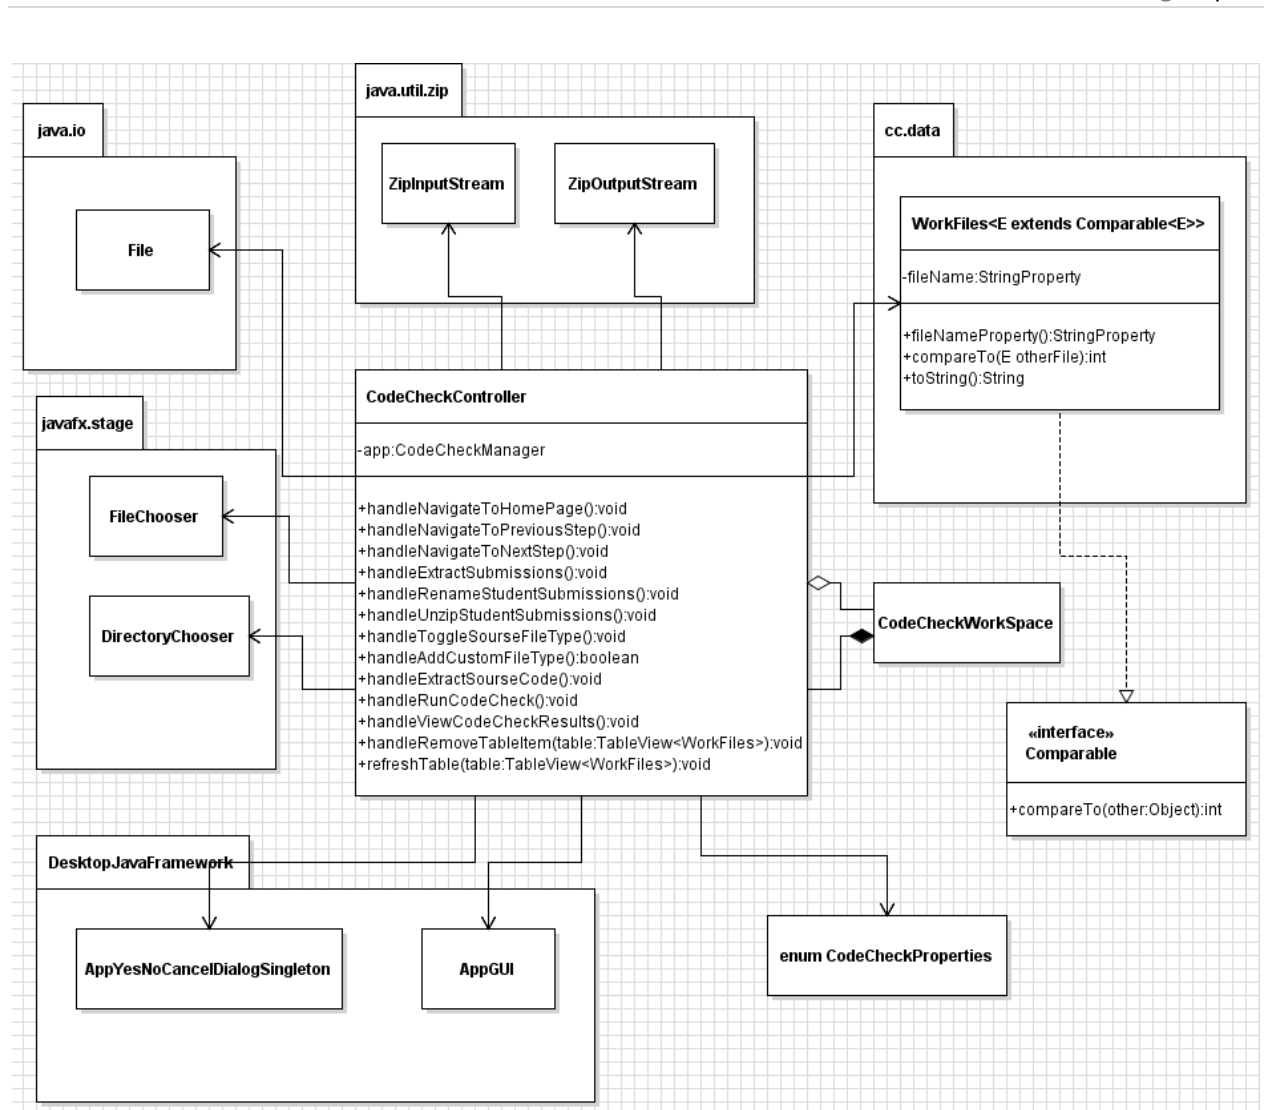 java.util.zip
ZipInputStream
ZipOutputStream
java.io
File
cc.data
WorkFiles<E extends Comparable<E>>
-fileName:StringProperty
+fileNameProperty():StringProperty
+compareTo(E otherFile):int
+toString():String
javafx.stage
FileChooser
DirectoryChooser
CodeCheckController
-app:CodeCheckManager
+handleNavigateToHomePage():void
+handleNavigateToPreviousStep():void
+handleNavigateToNextStep():void
+handleExtractSubmissions():void
+handleRenameStudentSubmissions():void
+handleUnzipStudentSubmissions():void
+handleToggleSourseFileType():void
+handleAddCustomFileType():boolean
+handleExtractSourseCode():void
+handleRunCodeCheck():void
+handleViewCodeCheckResults():void
+handleRemoveTableItem(table:TableView<WorkFiles>):void
+refreshTable(table:TableView<WorkFiles>):void
CodeCheckWorkSpace
«interface»
Comparable
+compareTo(other:Object):int
DesktopJavaFramework
AppYesNoCancelDialogSingleton
AppGUI
enum CodeCheckProperties